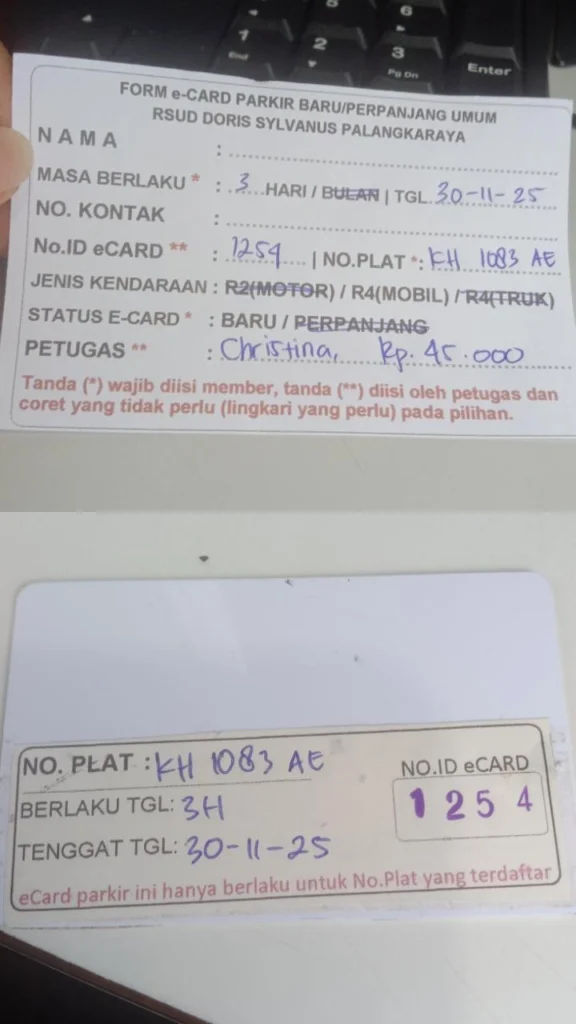 1
End
2
3
Pg Dn
6
Enter
FORM e-CARD PARKIR BARU/PERPANJANG UMUM
RSUD DORIS SYLVANUS PALANGKARAYA
NAMA :
MASA BERLAKU * : 3 HARI / BULAN | TGL. 30-11-25
NO. KONTAK :
No.ID eCARD ** : 1254 | NO.PLAT *: KH 1083 AE
JENIS KENDARAAN : R2(MOTOR) / R4(MOBIL) / R4(TRUK)
STATUS E-CARD * : BARU / PERPANJANG
PETUGAS ** : Christina, Rp. 45.000
Tanda (*) wajib diisi member, tanda (**) diisi oleh petugas dan
coret yang tidak perlu (lingkari yang perlu) pada pilihan.
NO. PLAT : KH 1083 AE
NO.ID eCARD
BERLAKU TGL: 3H
1254
TENGGAT TGL: 30-11-25
eCard parkir ini hanya berlaku untuk No.Plat yang terdaftar